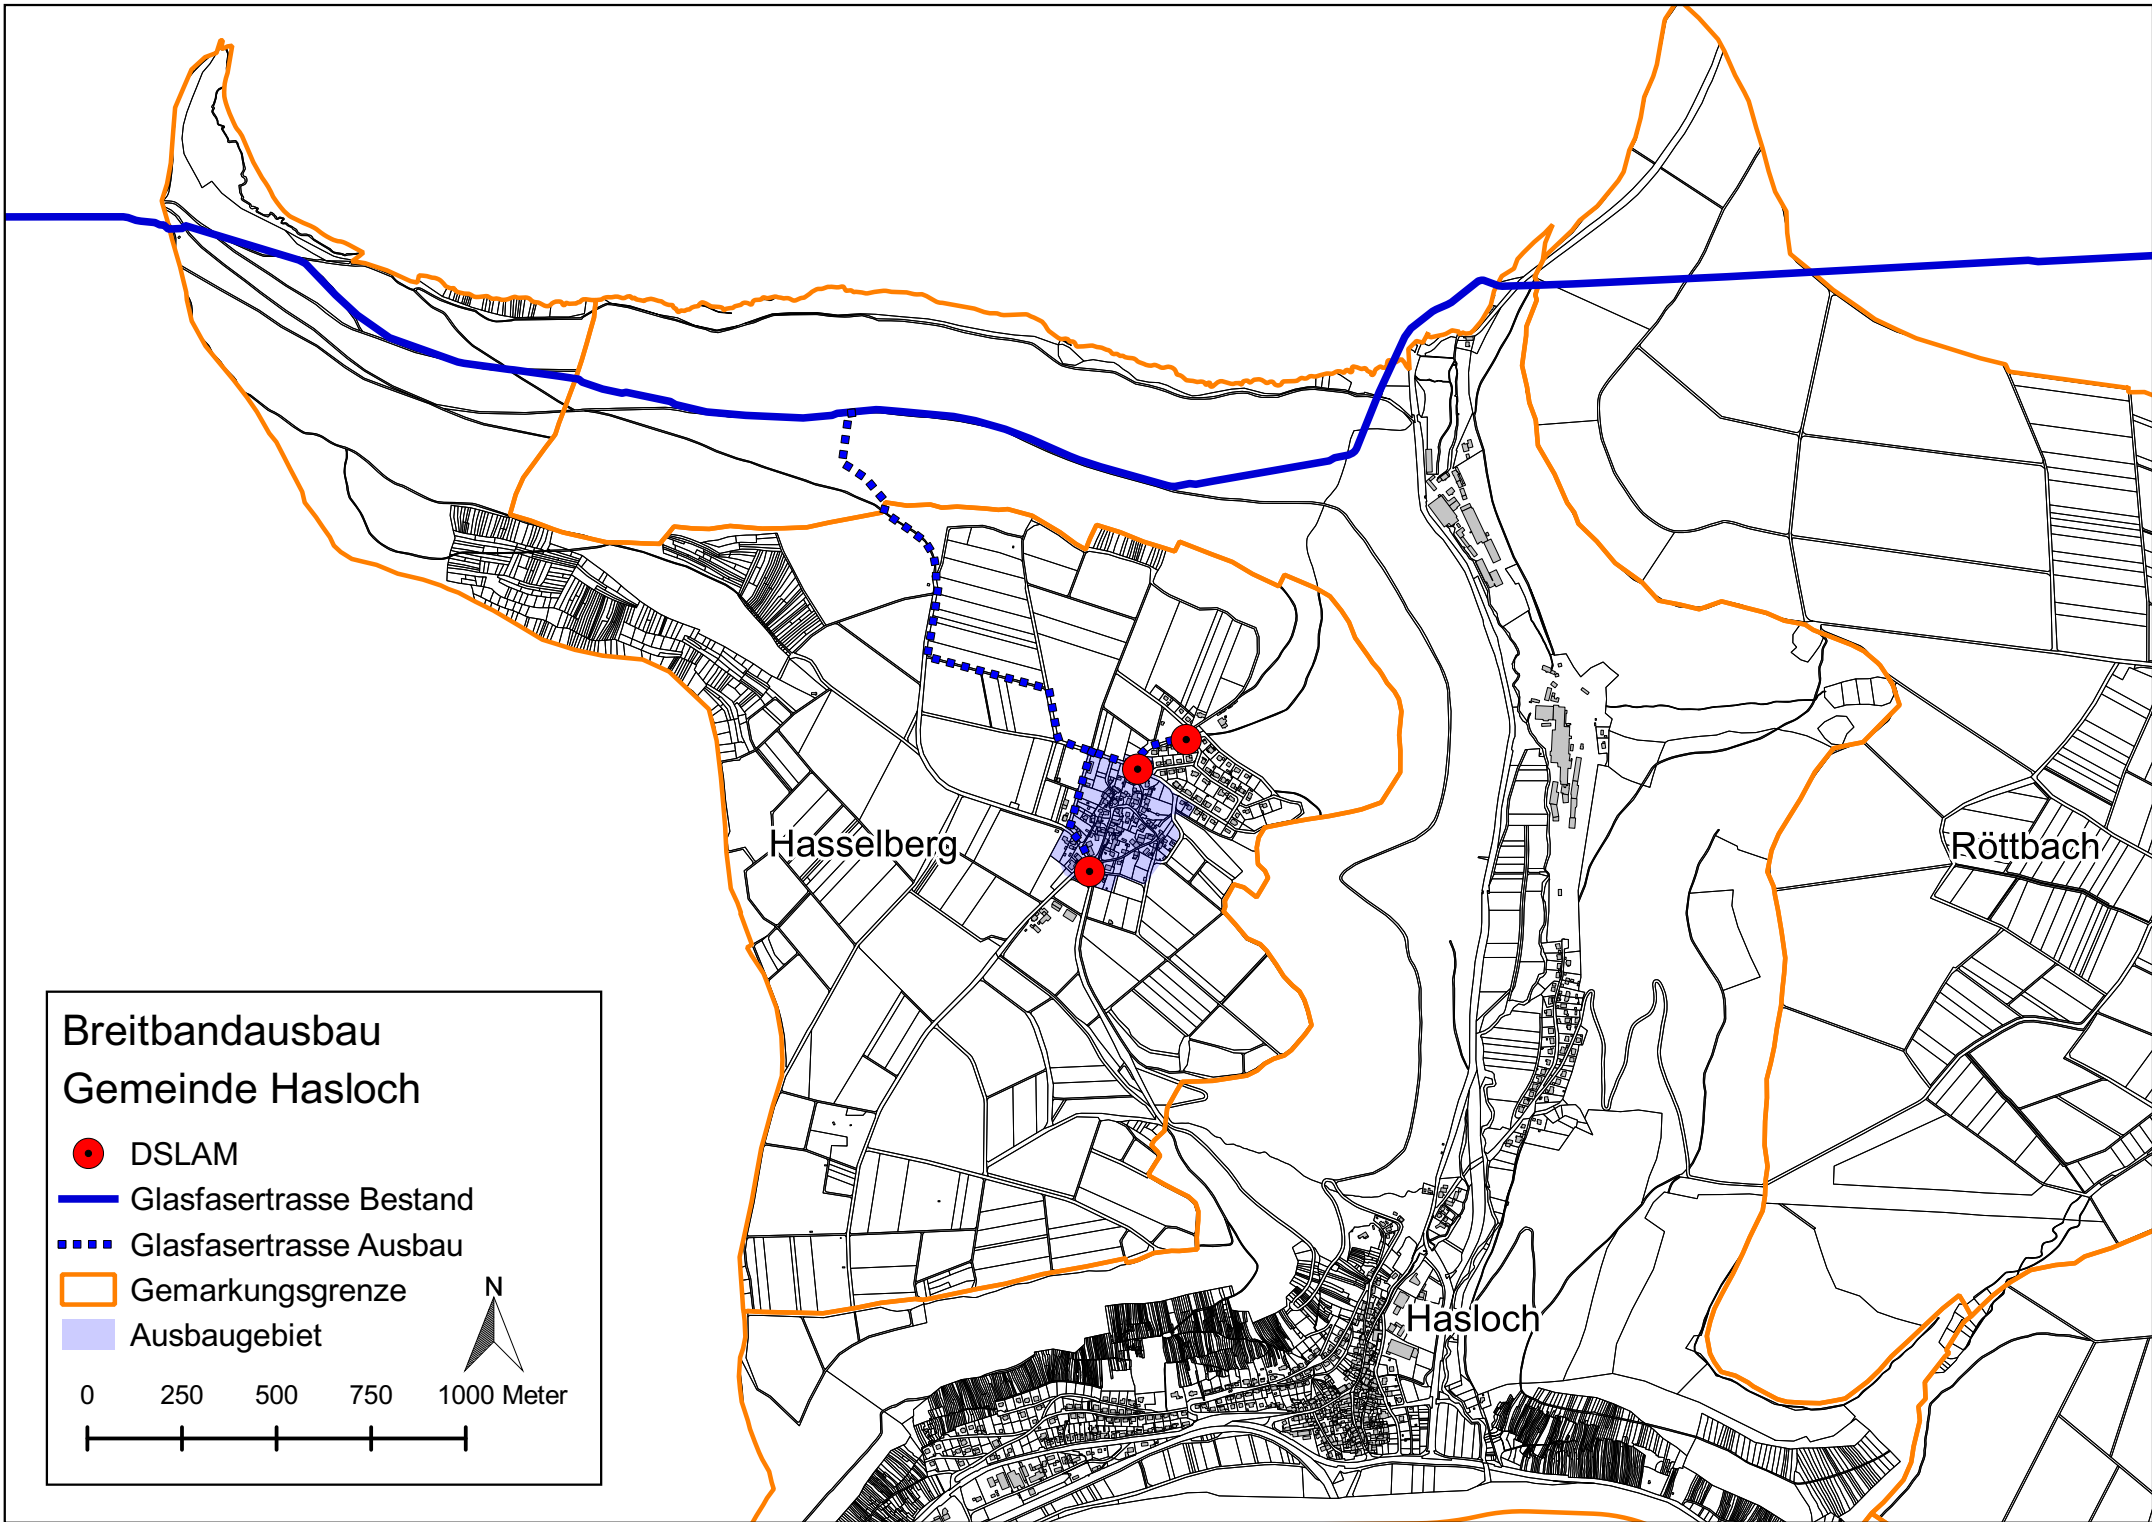 Hasselberg
Röttbach
Hasloch
Breitbandausbau
Gemeinde Hasloch
DSLAM
Glasfasertrasse Bestand
Glasfasertrasse Ausbau
Gemarkungsgrenze
Ausbaugebiet
N
0 250 500 750 1000 Meter